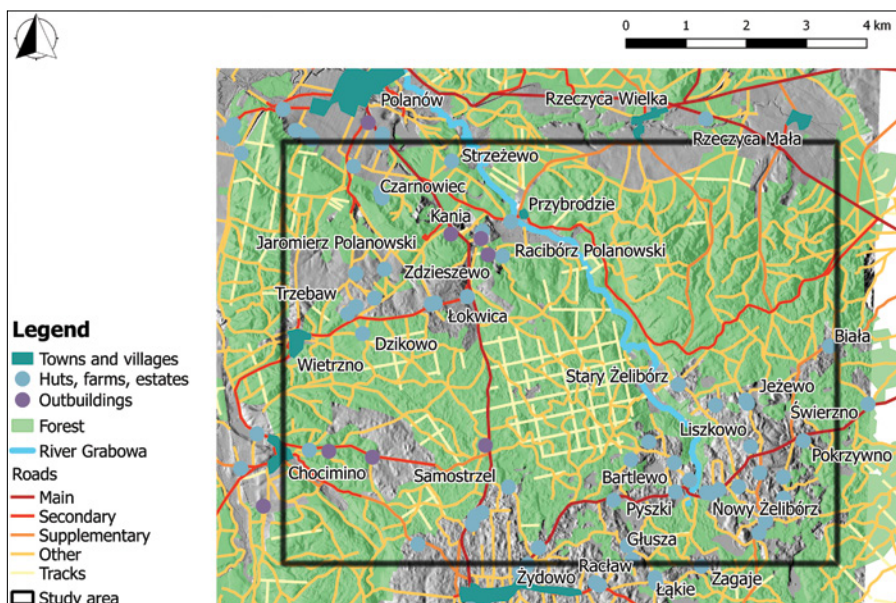 0 1 2 3 4 km
Polanów
Rzeczyca Wielka
Rzeczyca Mała
Strzeżewo
Czarnowiec
Przybrodzie
Kania
Jaromierz Polanowski
Racibórz Polanowski
Zdzieszewo
Trzebaw
Łokwica
Dzikowo
Wietrzno
Biała
Stary Żelibórz
Jeżewo
Świerzno
Liszkowo
Pokrzywno
Chocimino
Samostrzel
Bartlewo
Pyszki
Nowy Żelibórz
Głusza
Żydowo
Racław
Łąkie
Zagaje
Legend
Towns and villages
Huts, farms, estates
Outbuildings
Forest
River Grabowa
Roads
Main
Secondary
Supplementary
Other
Tracks
Study area